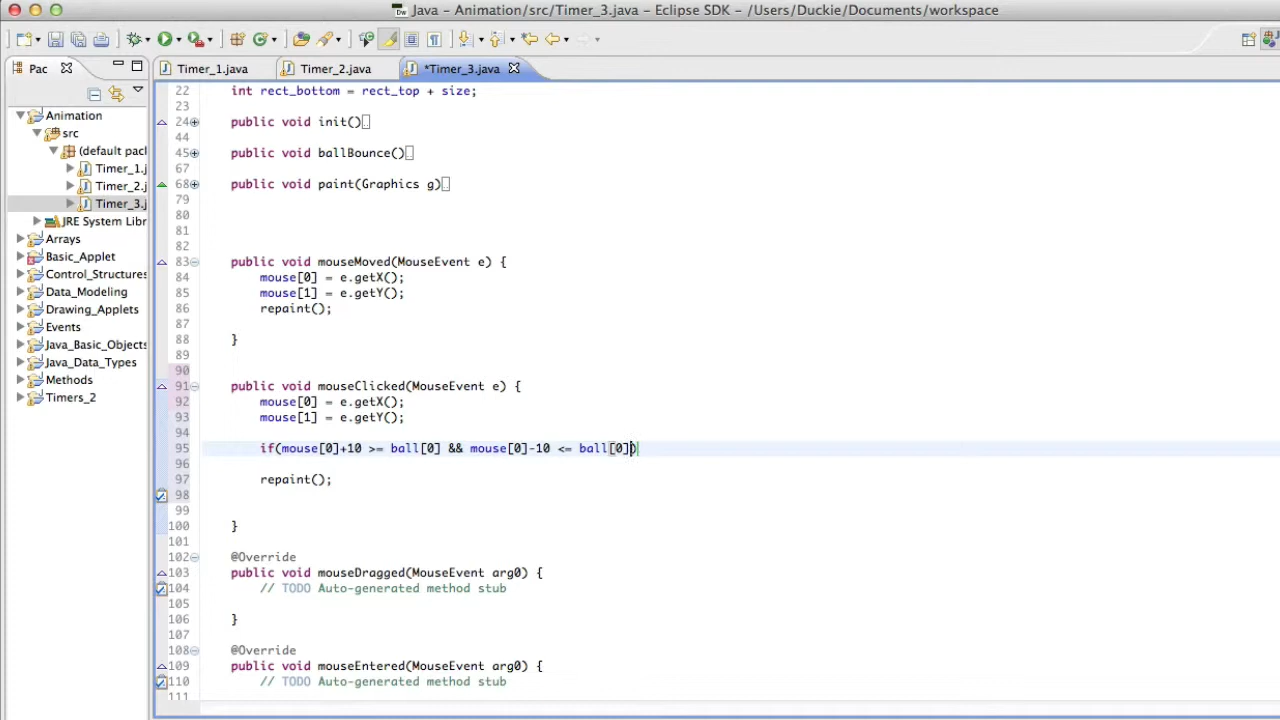 Java - Animation/src/Timer_3.java - Eclipse SDK - /Users/Duckie/Documents/workspace
Pac
Timer_1.java
Timer_2.java
*Timer_3.java
Animation
src
(default pacl
Timer_1.j
Timer_2.j
Timer_3.j
JRE System Libr
Arrays
Basic_Applet
Control_Structures
Data_Modeling
Drawing_Applets
Events
Java_Basic_Objects
Java_Data_Types
Methods
Timers_2
22 int rect_bottom = rect_top + size;
23
24 public void init()
44
45 public void ballBounce()
67
68 public void paint(Graphics g)
79
80
81
82
83 public void mouseMoved(MouseEvent e) {
84 mouse[0] = e.getX();
85 mouse[1] = e.getY();
86 repaint();
87
88 }
89
90
91 public void mouseClicked(MouseEvent e) {
92 mouse[0] = e.getX();
93 mouse[1] = e.getY();
94
95 if(mouse[0]+10 >= ball[0] && mouse[0]-10 <= ball[0])
96
97 repaint();
98
99
100 }
101
102 @Override
103 public void mouseDragged(MouseEvent arg0) {
104 // TODO Auto-generated method stub
105
106 }
107
108 @Override
109 public void mouseEntered(MouseEvent arg0) {
110 // TODO Auto-generated method stub
111